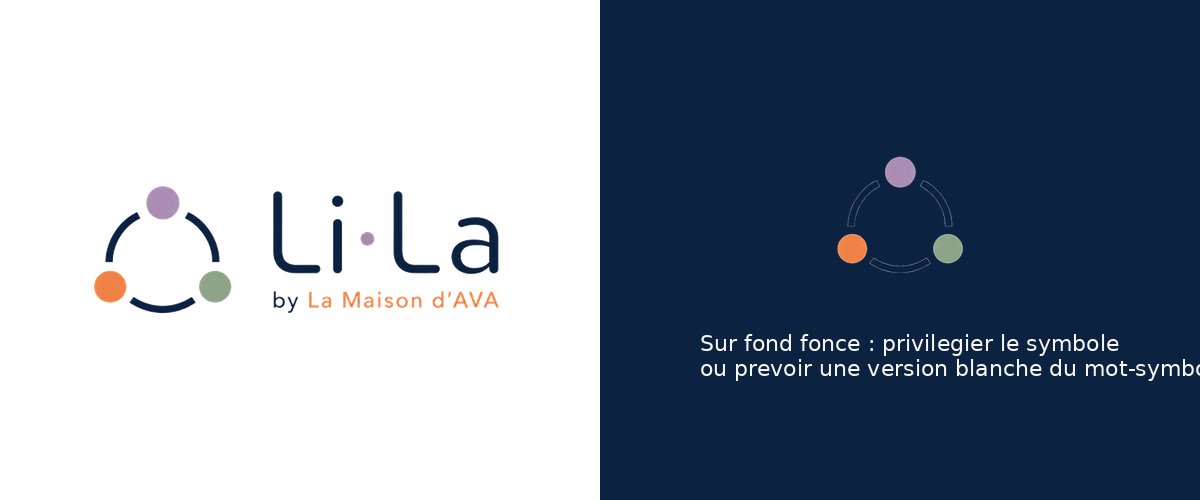 Li·La
by La Maison d'AVA
Sur fond fonce : privilegier le symbole
ou prevoir une version blanche du mot-symbo